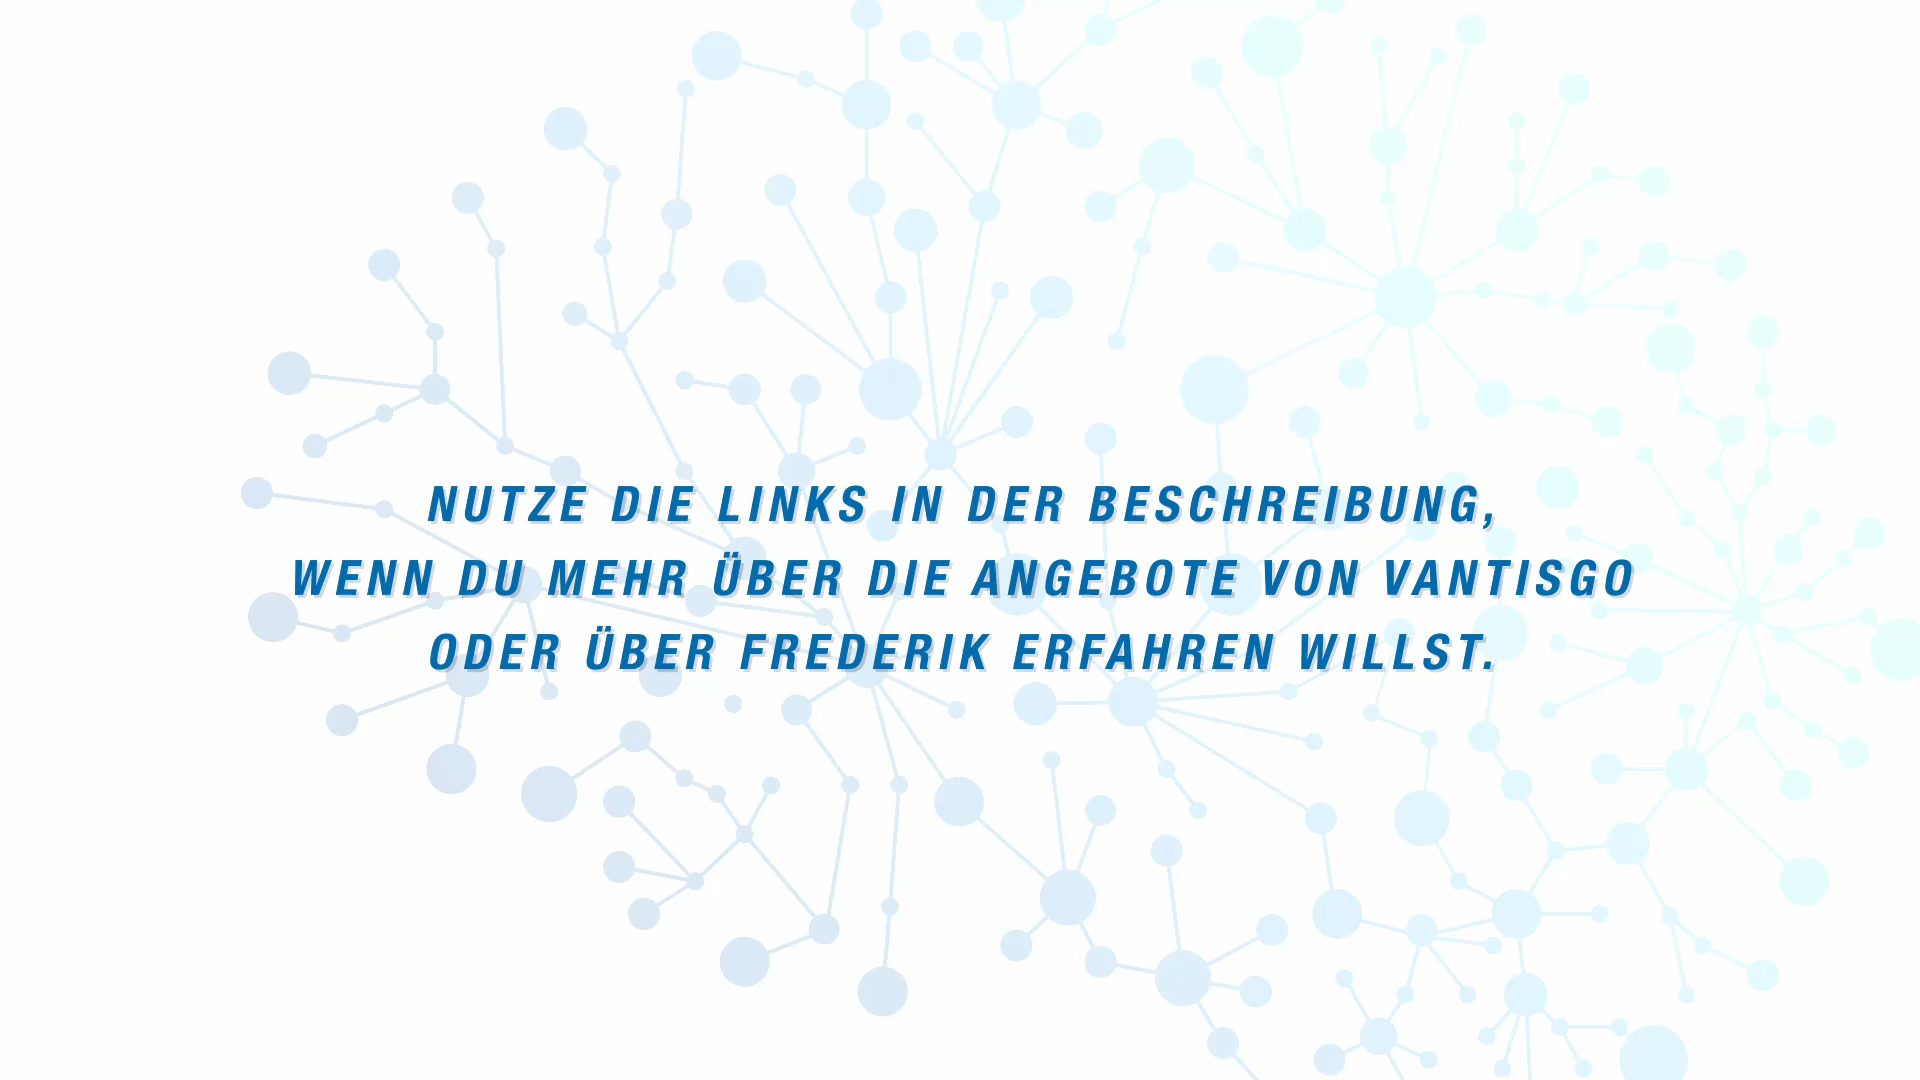 NUTZE DIE LINKS IN DER BESCHREIBUNG,
WENN DU MEHR ÜBER DIE ANGEBOTE VON VANTISGO
ODER ÜBER FREDERIK ERFAHREN WILLST.